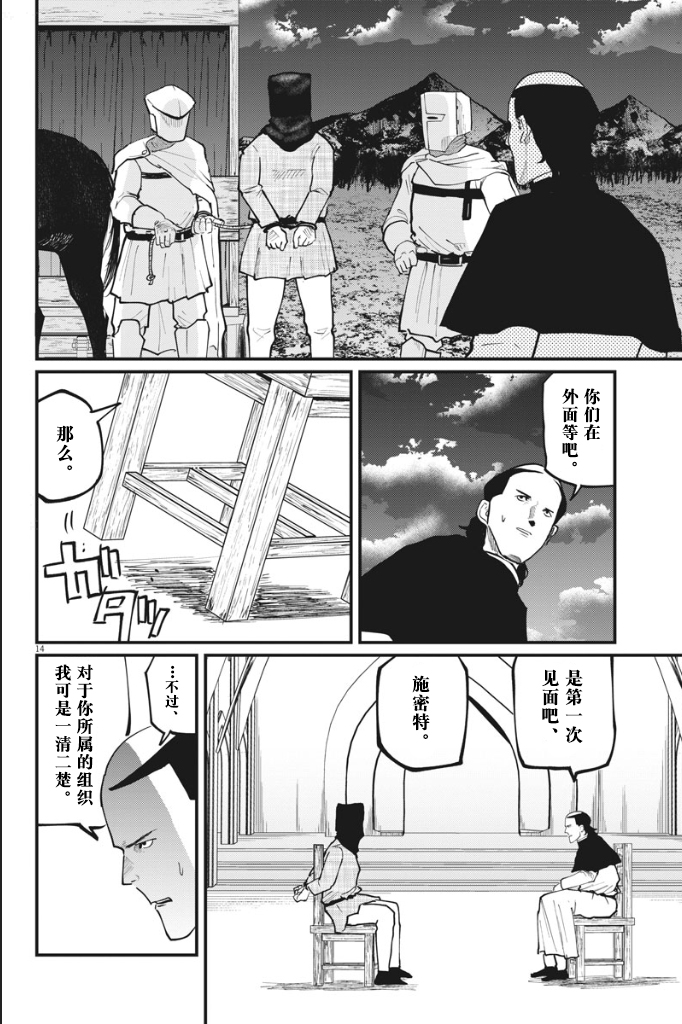 你们在
外面等吧。
那么。
ガタッ
14
是第一次
见面吧、
施密特。
…不过、
对于你所属的组织
我可是一清二楚。